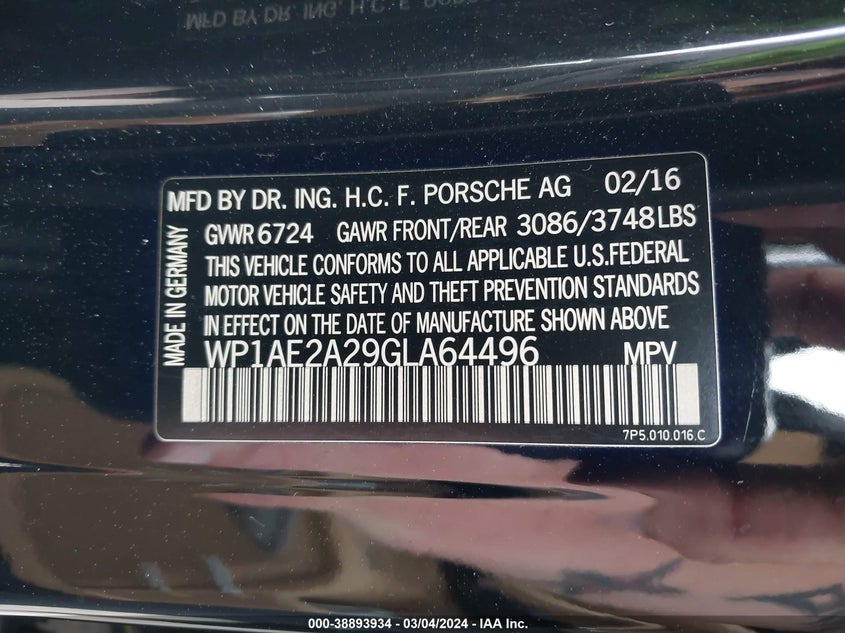 MFD BY DR. ING. H.C. F. PORSCHE AG 02/16
GVWR 6724 GAWR FRONT/REAR 3086/3748 LBS
THIS VEHICLE CONFORMS TO ALL APPLICABLE U.S. FEDERAL
MOTOR VEHICLE SAFETY AND THEFT PREVENTION STANDARDS
IN EFFECT ON THE DATE OF MANUFACTURE SHOWN ABOVE
WP1AE2A29GLA64496 MPV
7P5.010.016.C
MADE IN GERMANY
000-38893934 - 03/04/2024 - IAA Inc.